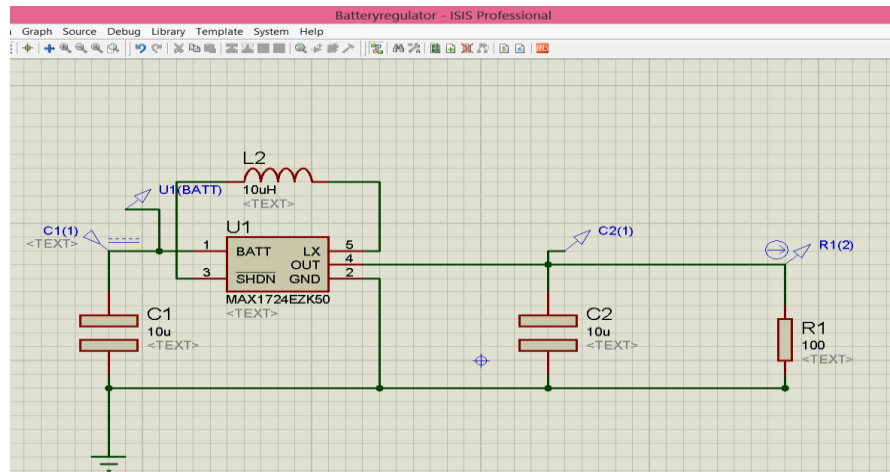 Batteryregulator - ISIS Professional
Graph Source Debug Library Template System Help
L2
10uH
<TEXT>
U1(BATT)
C1(1)
<TEXT>
U1
1 BATT LX 5
OUT 4
3 SHDN GND 2
MAX1724EZK50
<TEXT>
C2(1)
R1(2)
C1
10u
<TEXT>
C2
10u
<TEXT>
R1
100
<TEXT>